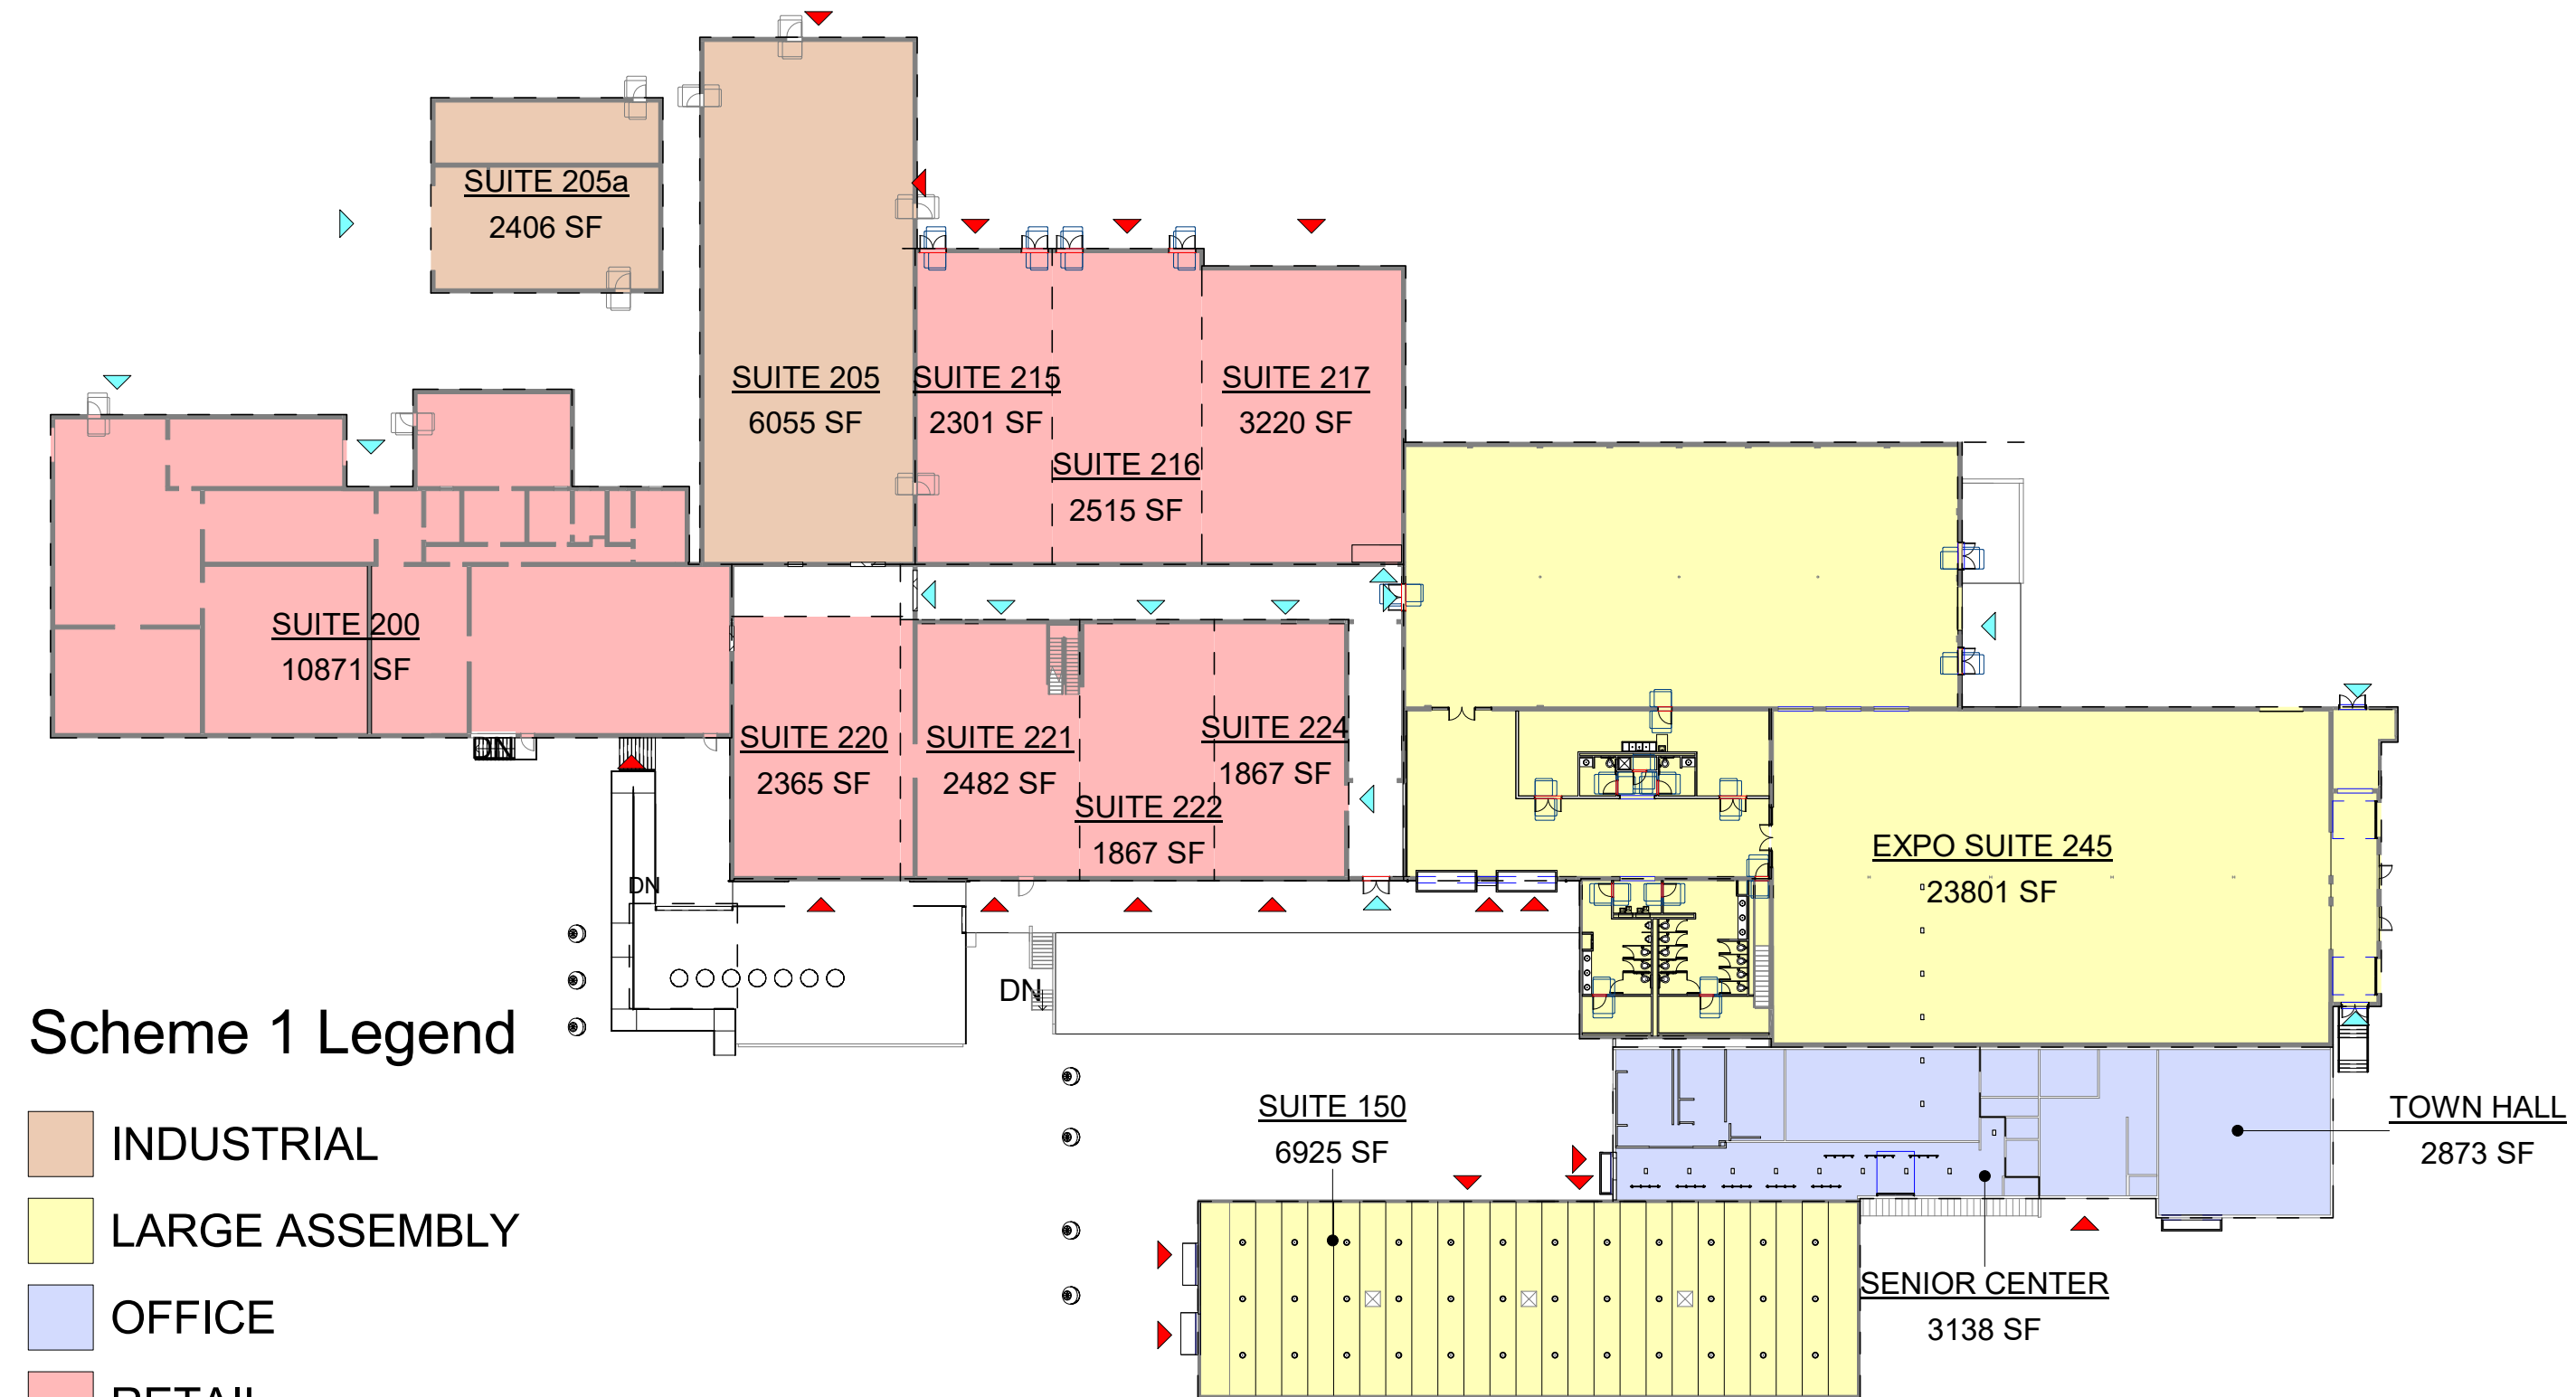 SUITE 205a
2406 SF
SUITE 205
6055 SF
SUITE 215
2301 SF
SUITE 216
2515 SF
SUITE 217
3220 SF
SUITE 200
10871 SF
DN
SUITE 220
2365 SF
SUITE 221
2482 SF
SUITE 222
1867 SF
SUITE 224
1867 SF
EXPO SUITE 245
23801 SF
DN
DN
SUITE 150
6925 SF
TOWN HALL
2873 SF
SENIOR CENTER
3138 SF
Scheme 1 Legend
INDUSTRIAL
LARGE ASSEMBLY
OFFICE
RETAIL